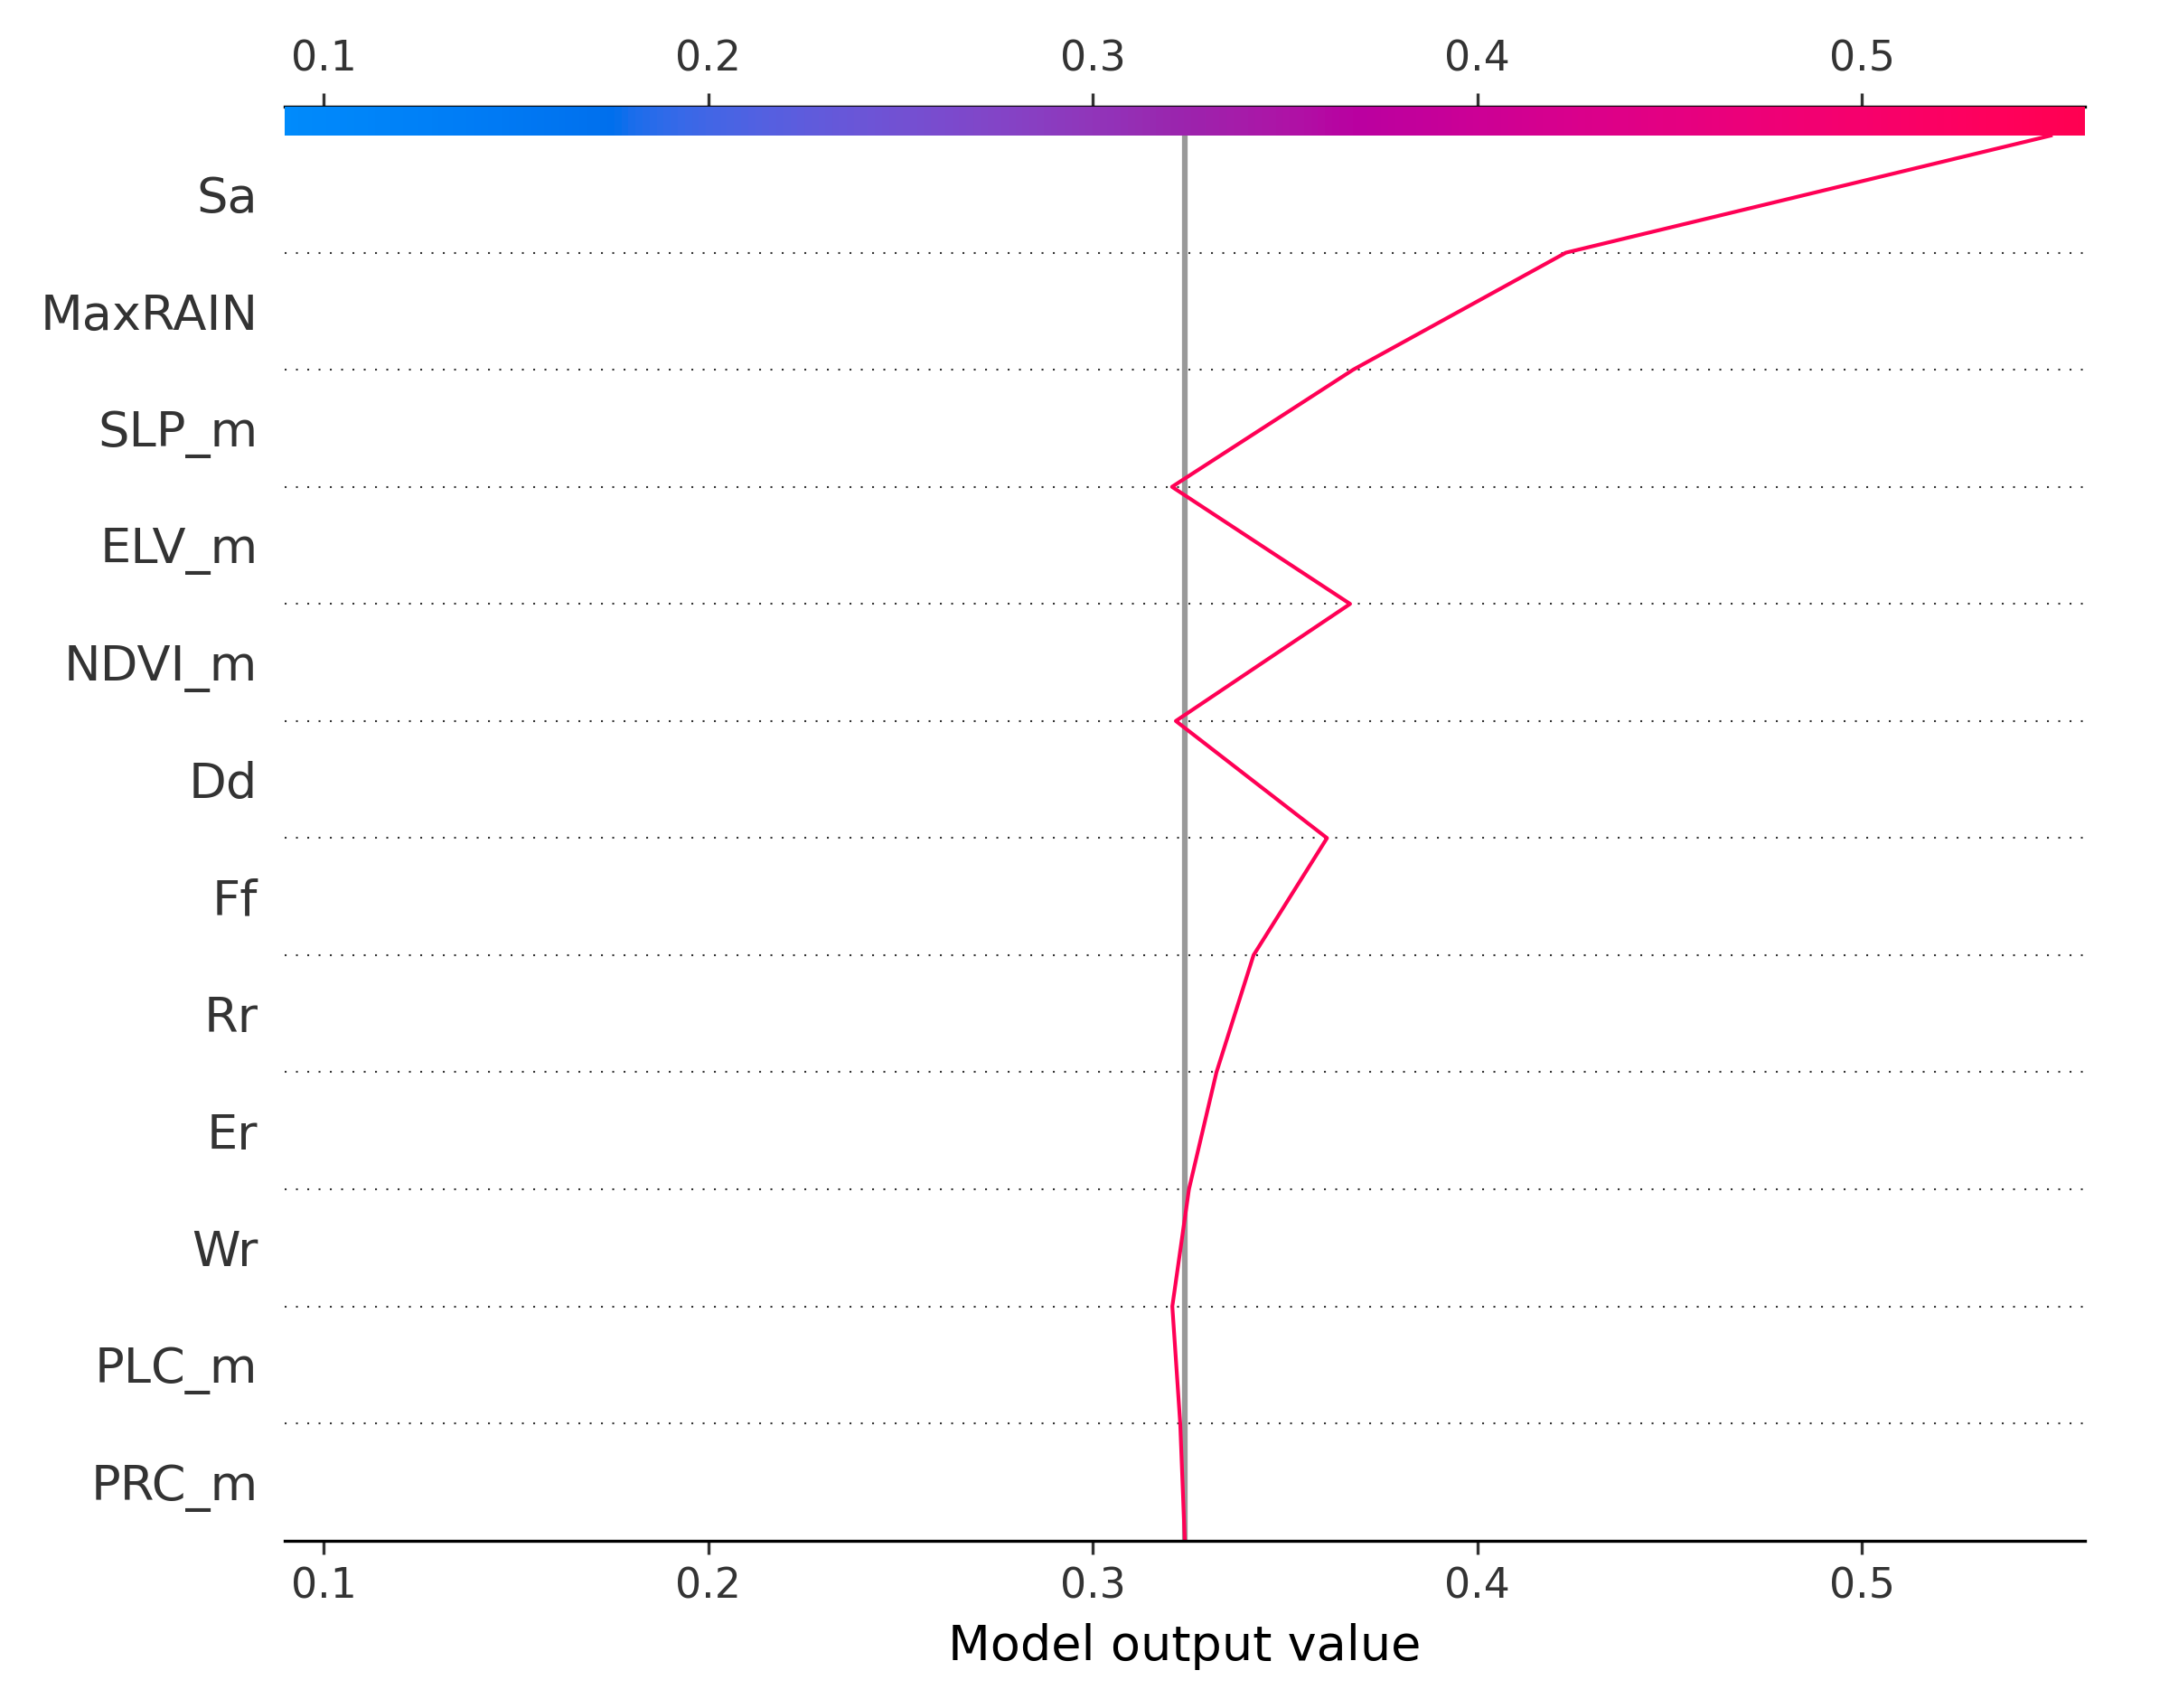 0.1 0.2 0.3 0.4 0.5
Sa
MaxRAIN
SLP_m
ELV_m
NDVI_m
Dd
Ff
Rr
Er
Wr
PLC_m
PRC_m
0.1 0.2 0.3 0.4 0.5
Model output value